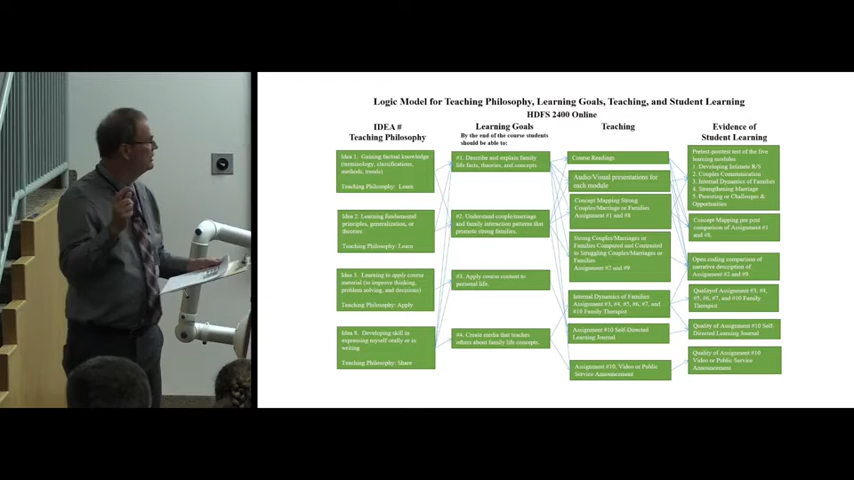 Logic Model for Teaching Philosophy, Learning Goals, Teaching, and Student Learning
HDFS 2400 Online
IDEA #
Teaching Philosophy
Idea 1. Gaining factual knowledge
(terminology, classifications,
methods, trends)
Teaching Philosophy: Learn
Idea 2. Learning fundamental
principles, generalization, or
theories
Teaching Philosophy: Learn
Idea 3. Learning to apply course
material (to improve thinking,
problem solving, and decisions)
Teaching Philosophy: Apply
Idea 8. Developing skill in
expressing myself orally or in
writing
Teaching Philosophy: Share
Learning Goals
By the end of the course students
should be able to:
#1. Describe and explain family
life facts, theories, and concepts.
#2. Understand couple/marriage
and family interaction patterns that
promote strong families.
#3. Apply course content to
personal life.
#4. Create media that teaches
others about family life concepts.
Teaching
Course Readings
Audio/Visual presentations for
each module
Concept Mapping Strong
Couples/Marriage or Families
Assignment #1 and #8
Strong Couples/Marriages or
Families Compared and Contrasted
to Struggling Couples/Marriages or
Families
Assignment #2 and #9
Internal Dynamics of Families
Assignment #3, #4, #5, #6, #7, and
#10 Family Therapist
Assignment #10 Self-Directed
Learning Journal
Assignment #10, Video or Public
Service Announcement
Evidence of
Student Learning
Pretest-posttest test of the five
learning modules
1. Developing Intimate R/S
2. Couples Communication
3. Internal Dynamics of Families
4. Strengthening Marriage
5. Parenting or Challenges &
Opportunities
Concept Mapping pre post
comparison of Assignment #1
and #8.
Open coding comparison of
narrative description of
Assignment #2 and #9.
Quality of Assignment #3, #4,
#5, #6, #7, and #10 Family
Therapist
Quality of Assignment #10 Self-
Directed Learning Journal
Quality of Assignment #10
Video or Public Service
Announcement